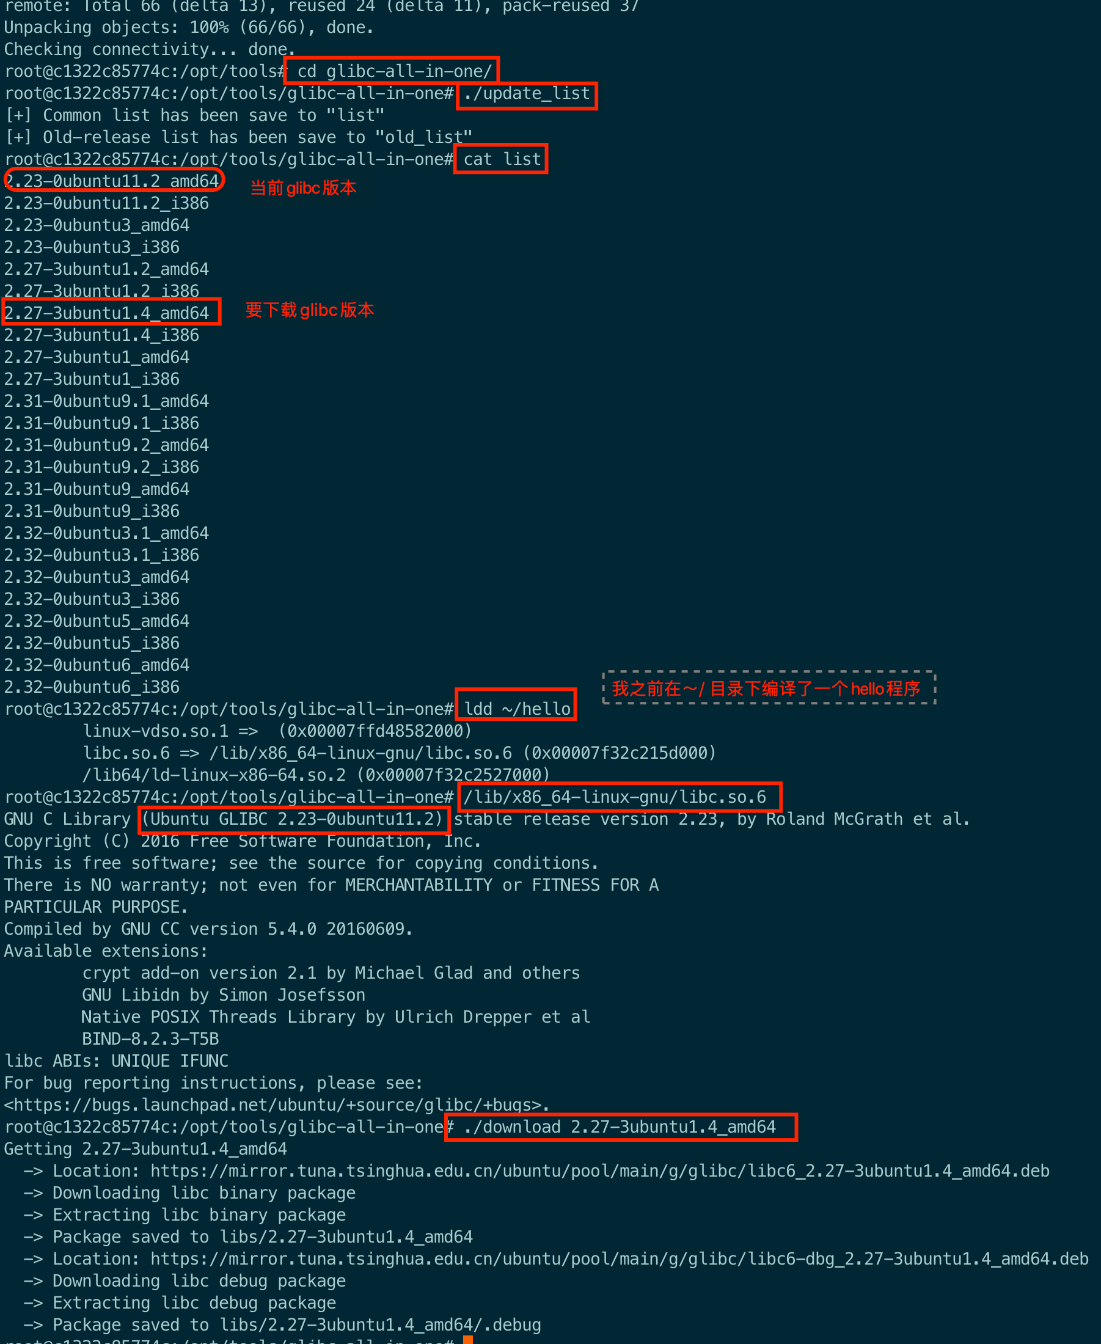 remote: Total 66 (delta 13), reused 24 (delta 11), pack-reused 37
Unpacking objects: 100% (66/66), done.
Checking connectivity... done.
root@c1322c85774c:/opt/tools# cd glibc-all-in-one/
root@c1322c85774c:/opt/tools/glibc-all-in-one# ./update_list
[+] Common list has been save to "list"
[+] Old-release list has been save to "old_list"
root@c1322c85774c:/opt/tools/glibc-all-in-one# cat list
2.23-0ubuntu11.2_amd64 当前glibc版本
2.23-0ubuntu11.2_i386
2.23-0ubuntu3_amd64
2.23-0ubuntu3_i386
2.27-3ubuntu1.2_amd64
2.27-3ubuntu1.2_i386
2.27-3ubuntu1.4_amd64 要下载glibc版本
2.27-3ubuntu1.4_i386
2.27-3ubuntu1_amd64
2.27-3ubuntu1_i386
2.31-0ubuntu9.1_amd64
2.31-0ubuntu9.1_i386
2.31-0ubuntu9.2_amd64
2.31-0ubuntu9.2_i386
2.31-0ubuntu9_amd64
2.31-0ubuntu9_i386
2.32-0ubuntu3.1_amd64
2.32-0ubuntu3.1_i386
2.32-0ubuntu3_amd64
2.32-0ubuntu3_i386
2.32-0ubuntu5_amd64
2.32-0ubuntu5_i386
2.32-0ubuntu6_amd64
2.32-0ubuntu6_i386
我之前在～/ 目录下编译了一个hello程序
root@c1322c85774c:/opt/tools/glibc-all-in-one# ldd ~/hello
linux-vdso.so.1 =>  (0x00007ffd48582000)
libc.so.6 => /lib/x86_64-linux-gnu/libc.so.6 (0x00007f32c215d000)
/lib64/ld-linux-x86-64.so.2 (0x00007f32c2527000)
root@c1322c85774c:/opt/tools/glibc-all-in-one# /lib/x86_64-linux-gnu/libc.so.6
GNU C Library (Ubuntu GLIBC 2.23-0ubuntu11.2) stable release version 2.23, by Roland McGrath et al.
Copyright (C) 2016 Free Software Foundation, Inc.
This is free software; see the source for copying conditions.
There is NO warranty; not even for MERCHANTABILITY or FITNESS FOR A
PARTICULAR PURPOSE.
Compiled by GNU CC version 5.4.0 20160609.
Available extensions:
crypt add-on version 2.1 by Michael Glad and others
GNU Libidn by Simon Josefsson
Native POSIX Threads Library by Ulrich Drepper et al
BIND-8.2.3-T5B
libc ABIs: UNIQUE IFUNC
For bug reporting instructions, please see:
<https://bugs.launchpad.net/ubuntu/+source/glibc/+bugs>.
root@c1322c85774c:/opt/tools/glibc-all-in-one# ./download 2.27-3ubuntu1.4_amd64
Getting 2.27-3ubuntu1.4_amd64
-> Location: https://mirror.tuna.tsinghua.edu.cn/ubuntu/pool/main/g/glibc/libc6_2.27-3ubuntu1.4_amd64.deb
-> Downloading libc binary package
-> Extracting libc binary package
-> Package saved to libs/2.27-3ubuntu1.4_amd64
-> Location: https://mirror.tuna.tsinghua.edu.cn/ubuntu/pool/main/g/glibc/libc6-dbg_2.27-3ubuntu1.4_amd64.deb
-> Downloading libc debug package
-> Extracting libc debug package
-> Package saved to libs/2.27-3ubuntu1.4_amd64/.debug